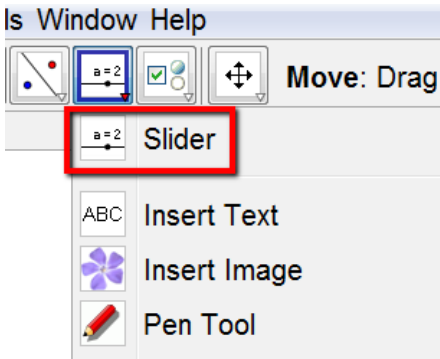 ls Window Help
a=2
Move: Drag
a=2
Slider
ABC
Insert Text
Insert Image
Pen Tool